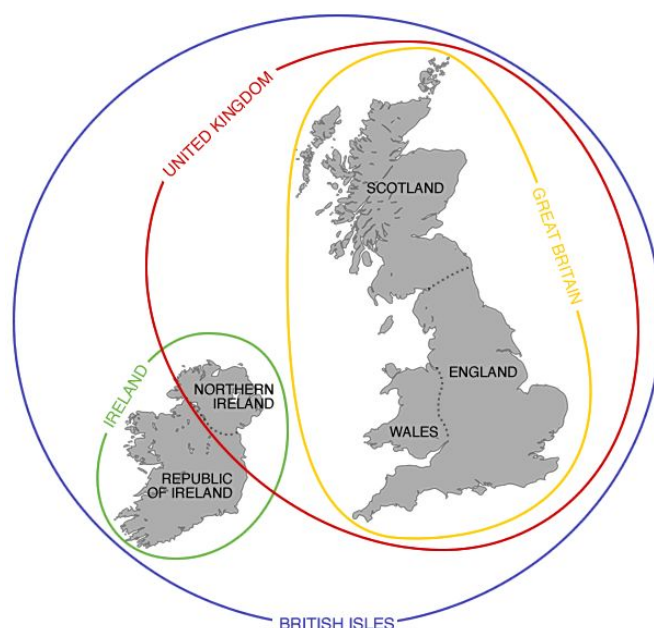 UNITED KINGDOM
SCOTLAND
GREAT BRITAIN
ENGLAND
IRELAND
NORTHERN
IRELAND
WALES
REPUBLIC
OF IRELAND
BRITISH ISLES